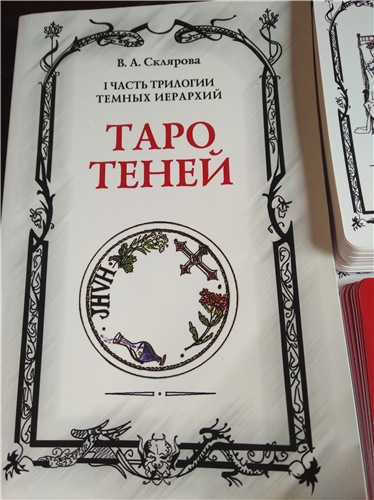 В. А. Склярова
I ЧАСТЬ ТРИЛОГИИ
ТЕМНЫХ ИЕРАРХИЙ
ТАРО
ТЕНЕЙ
JHVH